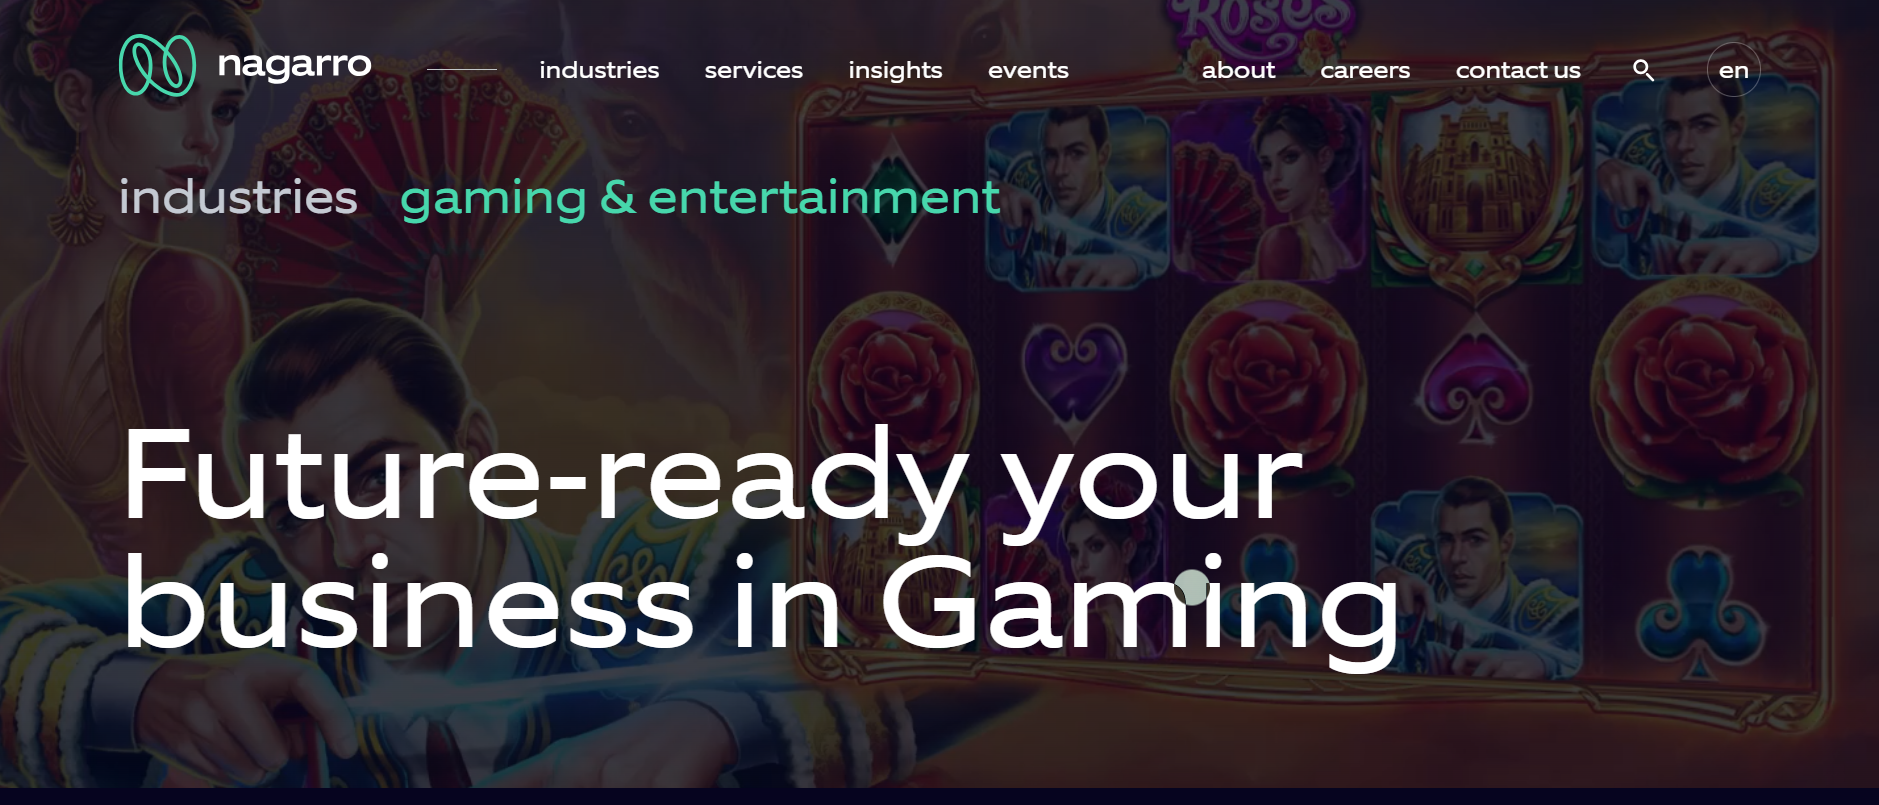 Roses
nagarro
industries services insights events about careers contact us en
industries gaming & entertainment
Future-ready your
business in Gaming